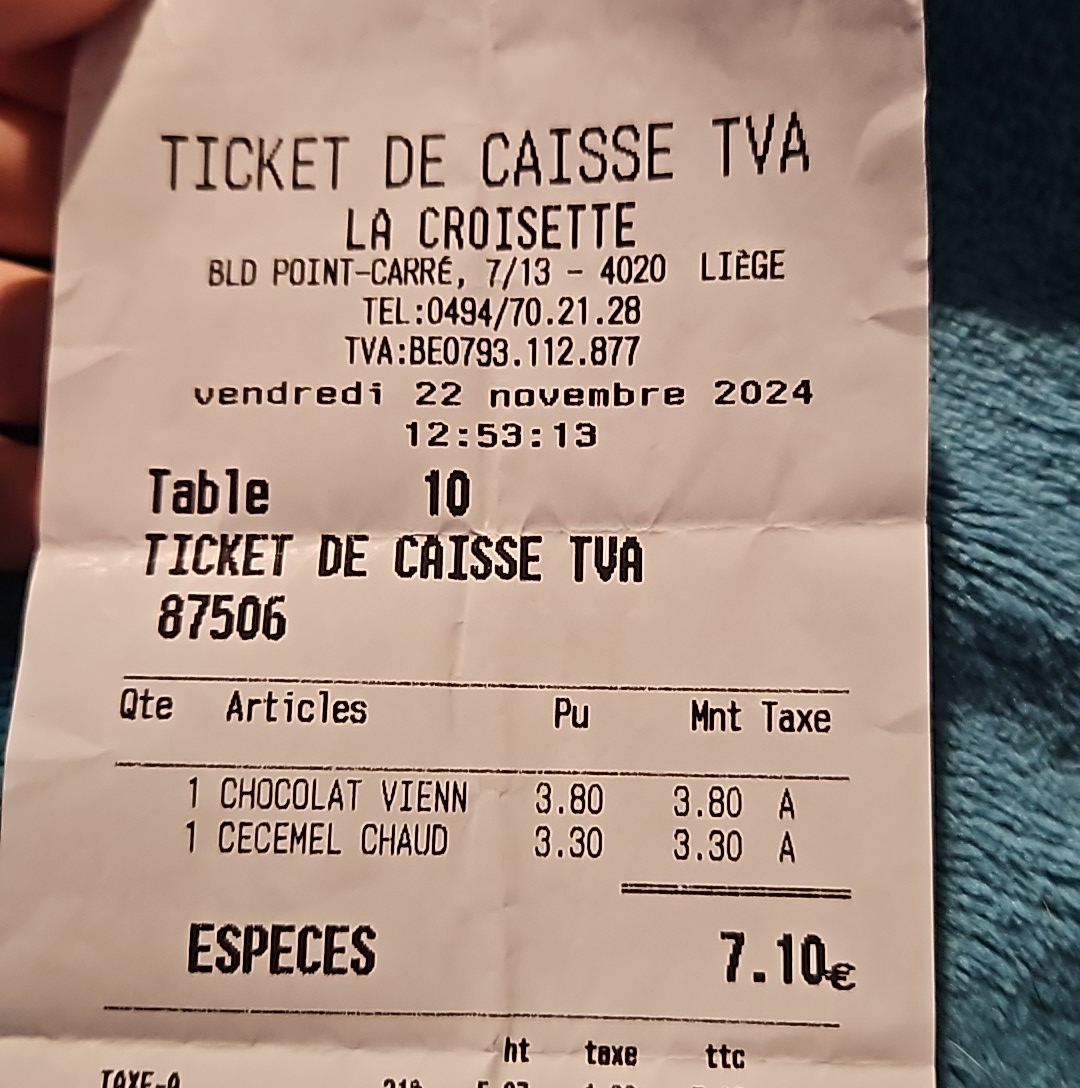 TICKET DE CAISSE TVA
LA CROISETTE
BLD POINT-CARRÉ, 7/13 - 4020 LIÈGE
TEL:0494/70.21.28
TVA:BE0793.112.877
vendredi 22 novembre 2024
12:53:13
Table 10
TICKET DE CAISSE TVA
87506
Qte Articles Pu Mnt Taxe
1 CHOCOLAT VIENN 3.80 3.80 A
1 CECEMEL CHAUD 3.30 3.30 A
ESPECES 7.10€
ht taxe ttc